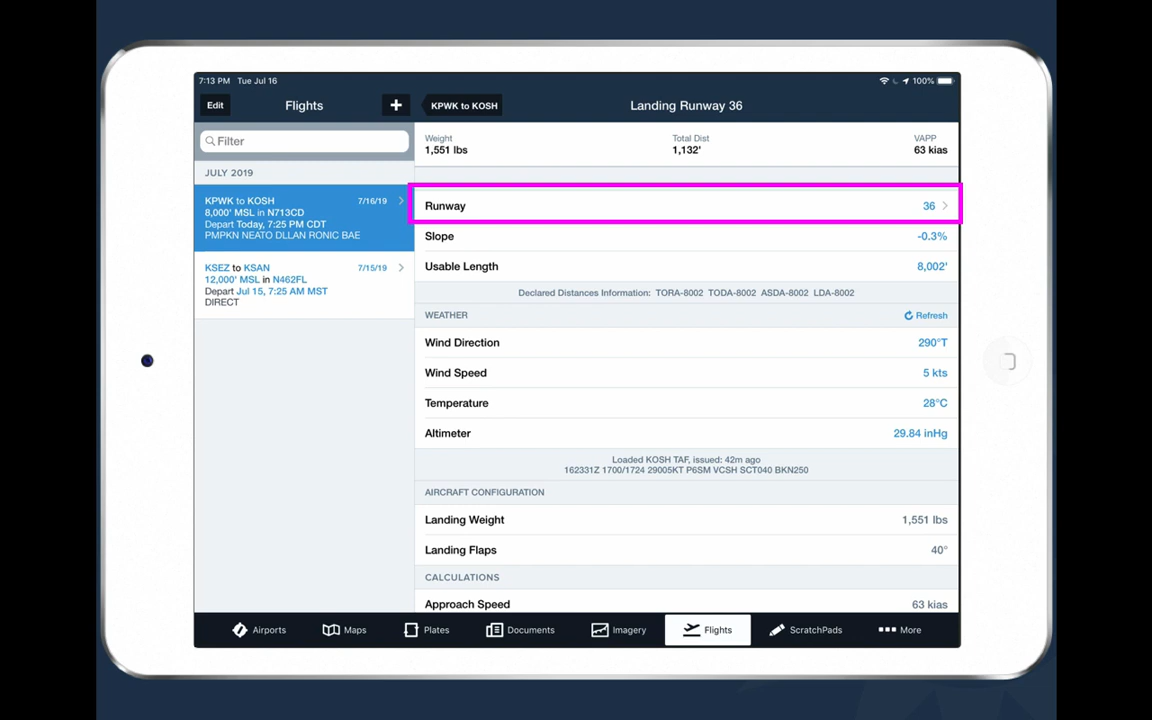 7:13 PM Tue Jul 16
100%
Edit
Flights
+
KPWK to KOSH
Landing Runway 36
Filter
JULY 2019
KPWK to KOSH
7/16/19
8,000' MSL in N713CD
Depart Today, 7:25 PM CDT
PMPKN NEATO DLLAN RONIC BAE
KSEZ to KSAN
7/15/19
12,000' MSL in N462FL
Depart Jul 15, 7:25 AM MST
DIRECT
Weight
1,551 lbs
Total Dist
1,132'
VAPP
63 kias
Runway
36
Slope
-0.3%
Usable Length
8,002'
Declared Distances Information: TORA-8002 TODA-8002 ASDA-8002 LDA-8002
WEATHER
Refresh
Wind Direction
290°T
Wind Speed
5 kts
Temperature
28°C
Altimeter
29.84 inHg
Loaded KOSH TAF, issued: 42m ago
162331Z 1700/1724 29005KT P6SM VCSH SCT040 BKN250
AIRCRAFT CONFIGURATION
Landing Weight
1,551 lbs
Landing Flaps
40°
CALCULATIONS
Approach Speed
63 kias
Airports
Maps
Plates
Documents
Imagery
Flights
ScratchPads
More